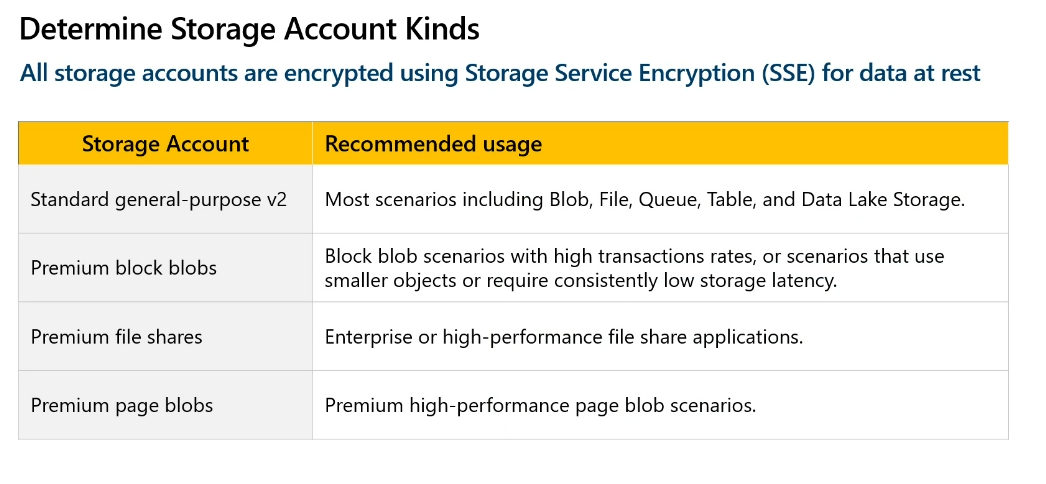 Determine Storage Account Kinds
All storage accounts are encrypted using Storage Service Encryption (SSE) for data at rest
Storage Account
Recommended usage
Standard general-purpose v2
Most scenarios including Blob, File, Queue, Table, and Data Lake Storage.
Premium block blobs
Block blob scenarios with high transactions rates, or scenarios that use
smaller objects or require consistently low storage latency.
Premium file shares
Enterprise or high-performance file share applications.
Premium page blobs
Premium high-performance page blob scenarios.